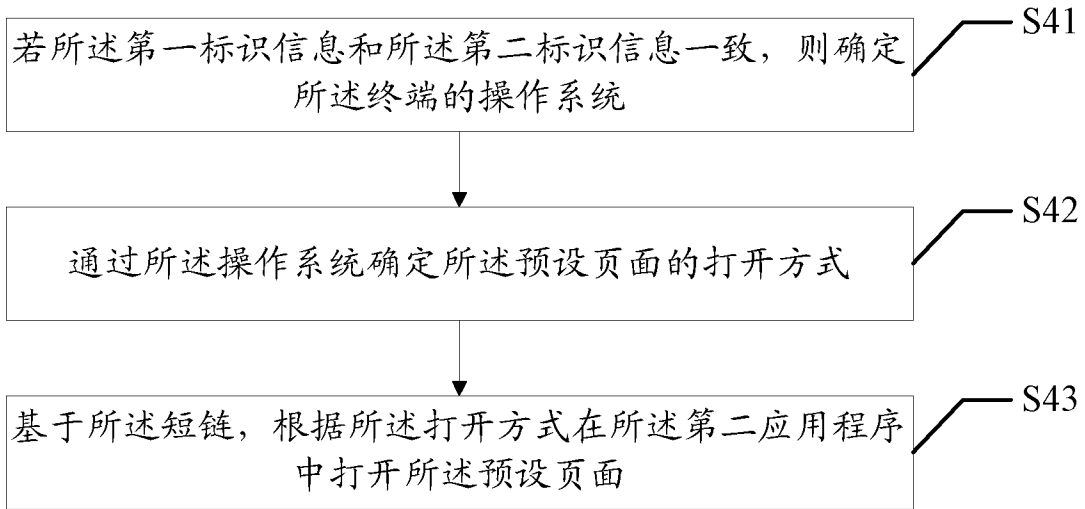 S41
若所述第一标识信息和所述第二标识信息一致，则确定
所述终端的操作系统
S42
通过所述操作系统确定所述预设页面的打开方式
S43
基于所述短链，根据所述打开方式在所述第二应用程序
中打开所述预设页面